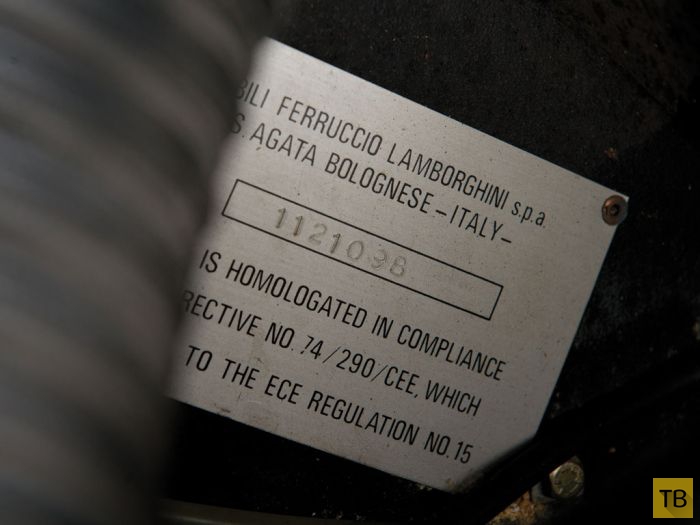 BILI FERRUCCIO LAMBORGHINI s.p.a.
S. AGATA BOLOGNESE -ITALY-
1121098
IS HOMOLOGATED IN COMPLIANCE
RECTIVE NO. 74/290/CEE, WHICH
TO THE ECE REGULATION NO. 15
TB